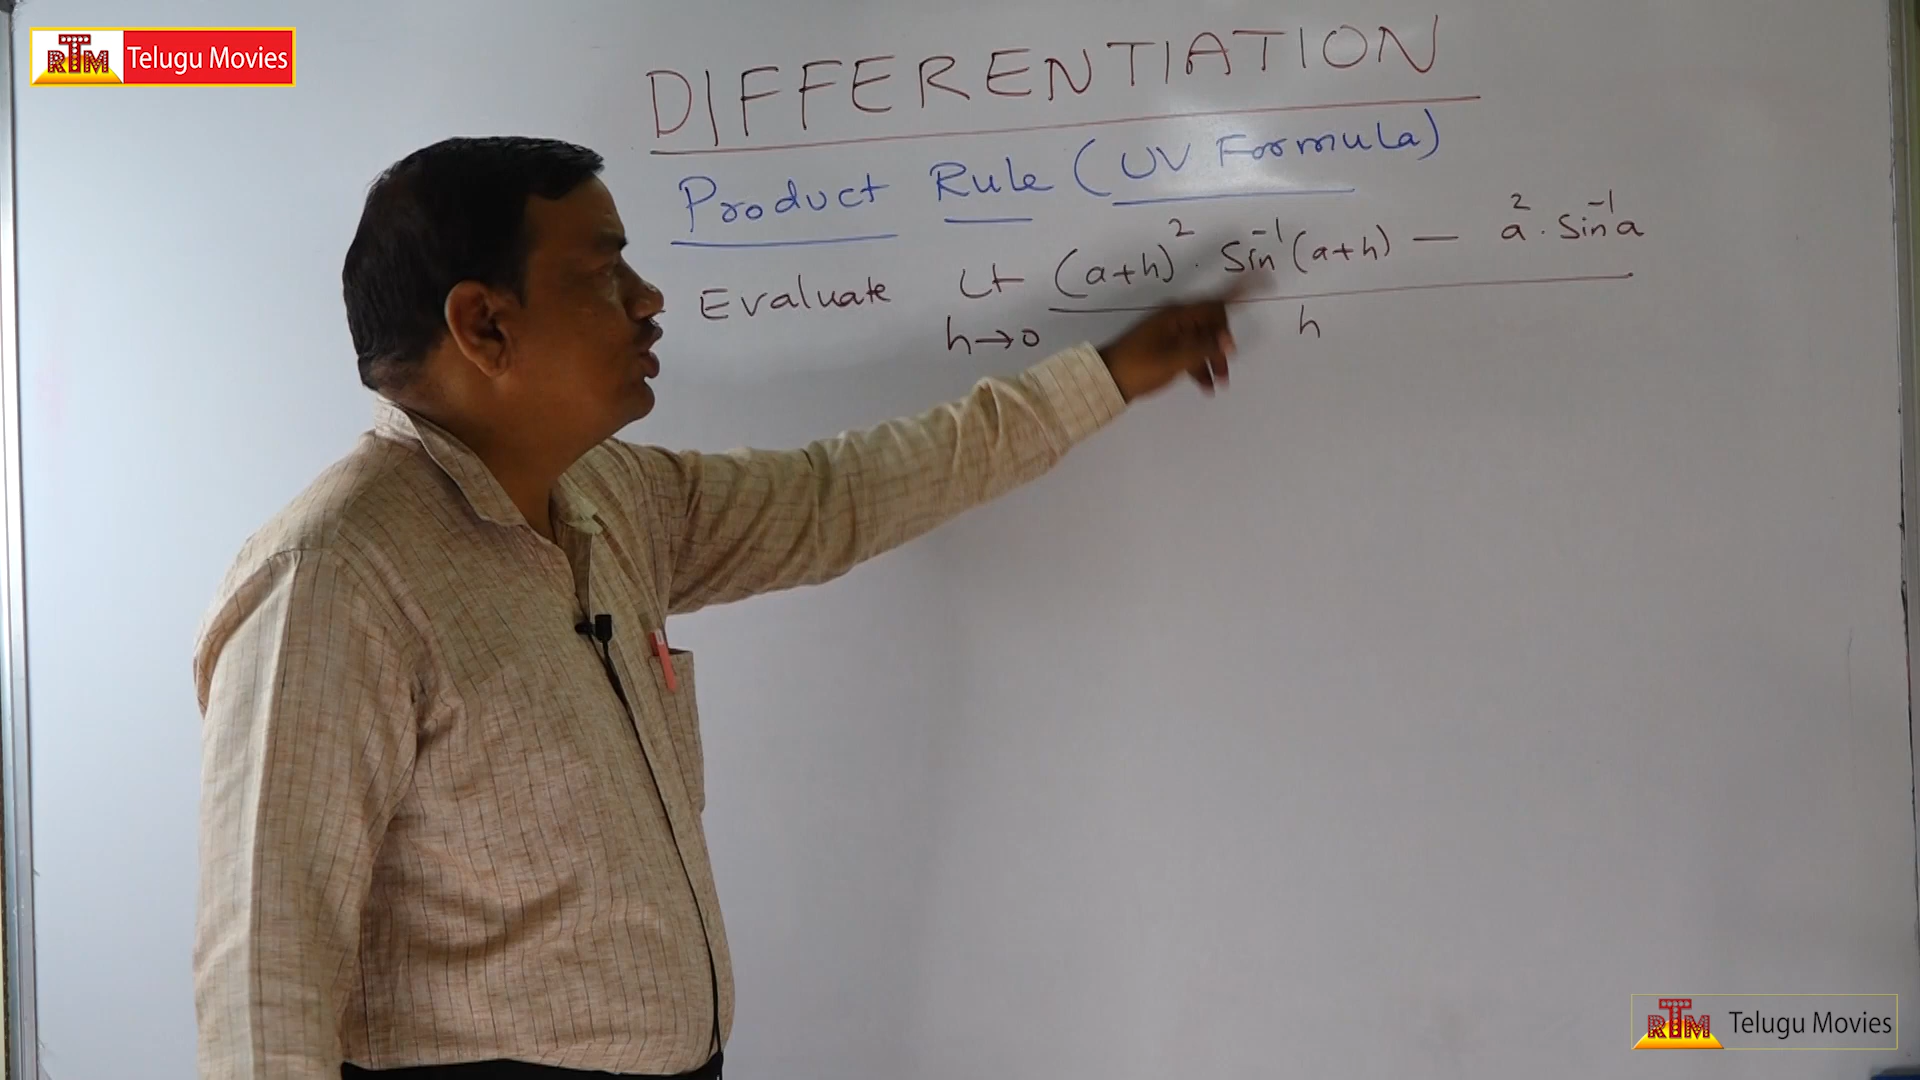 RTM Telugu Movies
DIFFERENTIATION
Product Rule (UV Formula)
Evaluate Lt h→0 (a+h)² · Sin⁻¹(a+h) — a² · Sin⁻¹a
h
RTM Telugu Movies